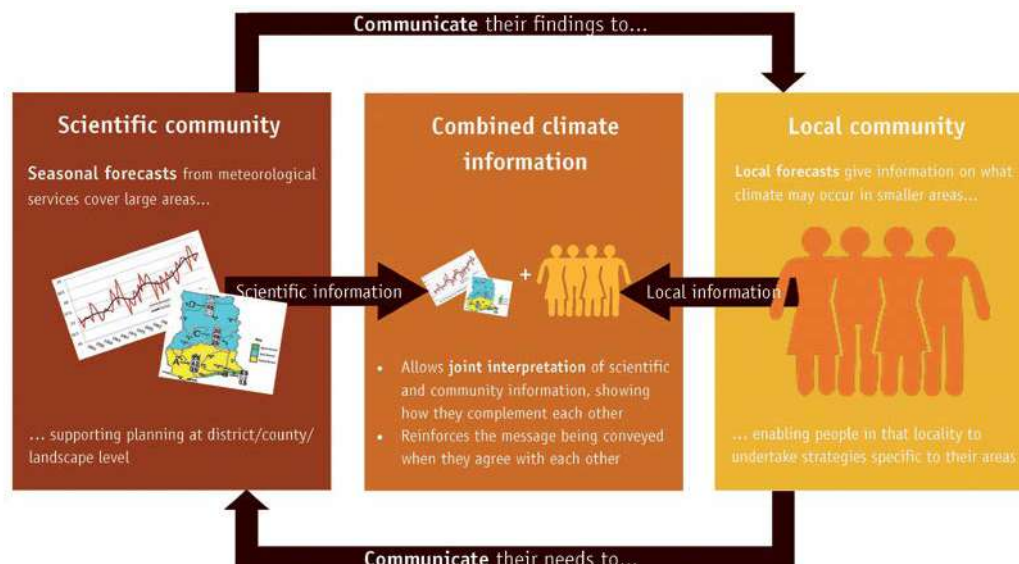 Communicate their findings to...
Scientific community
Seasonal forecasts from meteorological
services cover large areas...
... supporting planning at district/county/
landscape level
Scientific information
Combined climate
information
+
• Allows joint interpretation of scientific
and community information, showing
how they complement each other
• Reinforces the message being conveyed
when they agree with each other
Local information
Local community
Local forecasts give information on what
climate may occur in smaller areas...
... enabling people in that locality to
undertake strategies specific to their areas
Communicate their needs to...